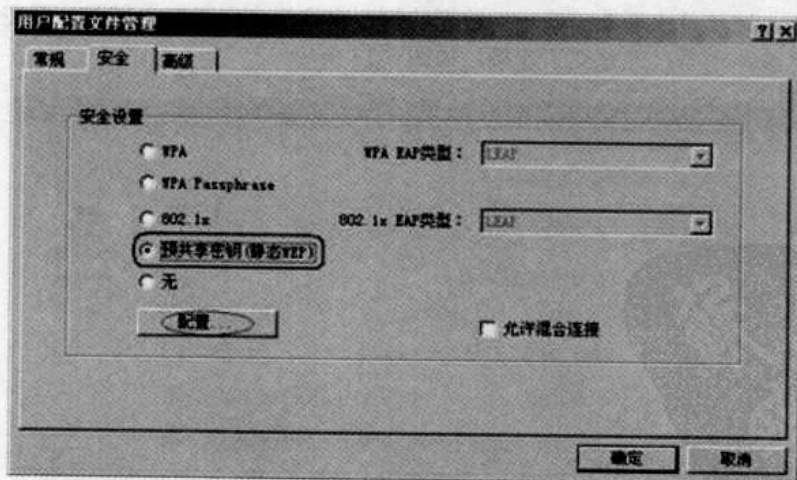 用户配置文件管理
常规 安全 高级
安全设置
WPA WPA EAP类型： LEAP
WPA Passphrase
802.1x 802.1x EAP类型： LEAP
预共享密钥(静态WEP)
无
配置... 允许混合连接
确定 取消